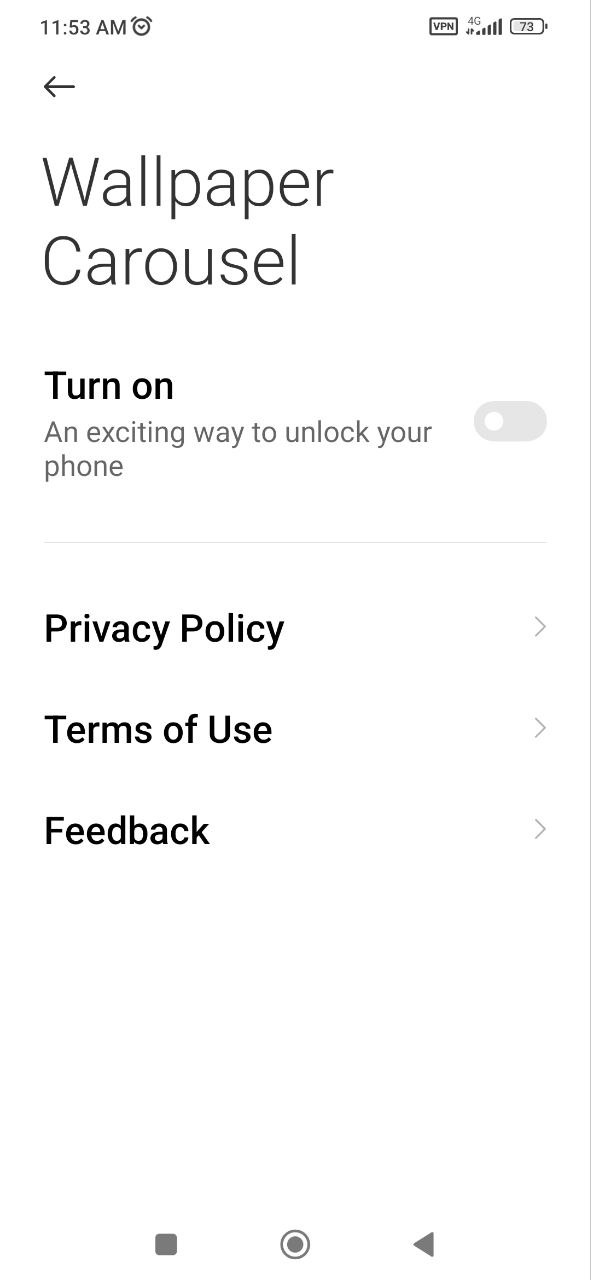 11:53 AM VPN 4G 73
Wallpaper
Carousel
Turn on
An exciting way to unlock your
phone
Privacy Policy
Terms of Use
Feedback